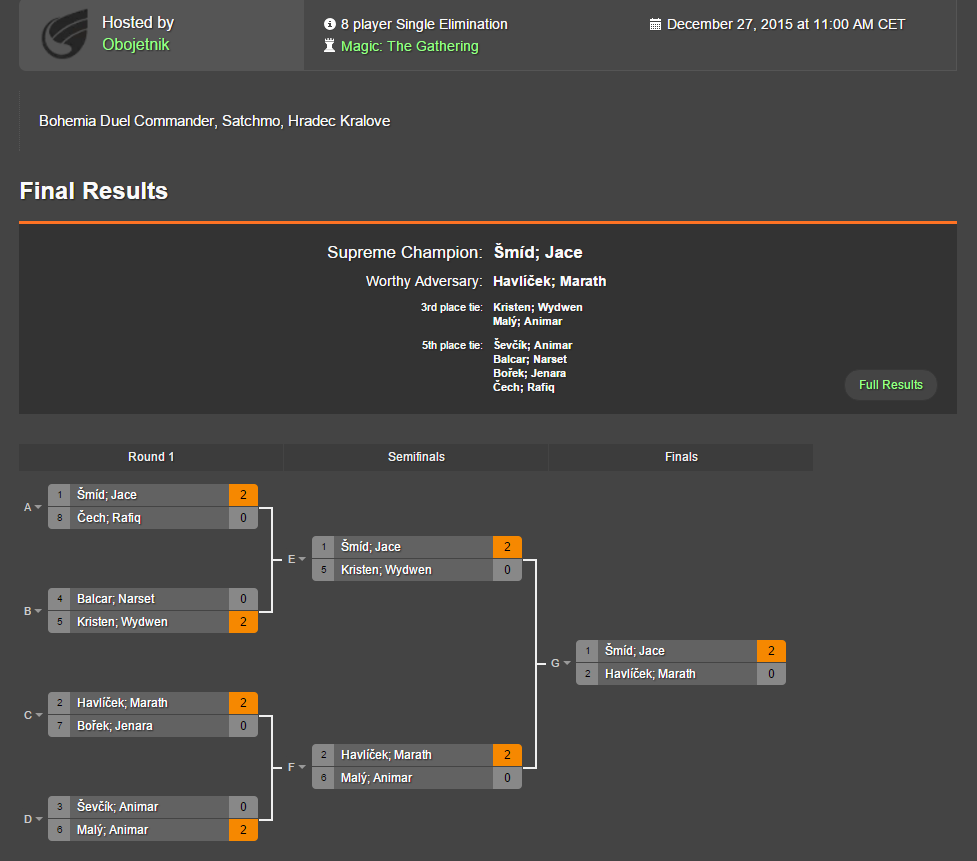 Hosted by
Obojetnik
8 player Single Elimination
Magic: The Gathering
December 27, 2015 at 11:00 AM CET
Bohemia Duel Commander, Satchmo, Hradec Kralove
Final Results
Supreme Champion: Šmíd; Jace
Worthy Adversary: Havlíček; Marath
3rd place tie: Kristen; Wydwen
Malý; Animar
5th place tie: Ševčík; Animar
Balcar; Narset
Bořek; Jenara
Čech; Rafiq
Full Results
Round 1 Semifinals Finals
A
1 Šmíd; Jace 2
8 Čech; Rafiq 0
B
4 Balcar; Narset 0
5 Kristen; Wydwen 2
C
2 Havlíček; Marath 2
7 Bořek; Jenara 0
D
3 Ševčík; Animar 0
6 Malý; Animar 2
E
1 Šmíd; Jace 2
5 Kristen; Wydwen 0
F
2 Havlíček; Marath 2
6 Malý; Animar 0
G
1 Šmíd; Jace 2
2 Havlíček; Marath 0